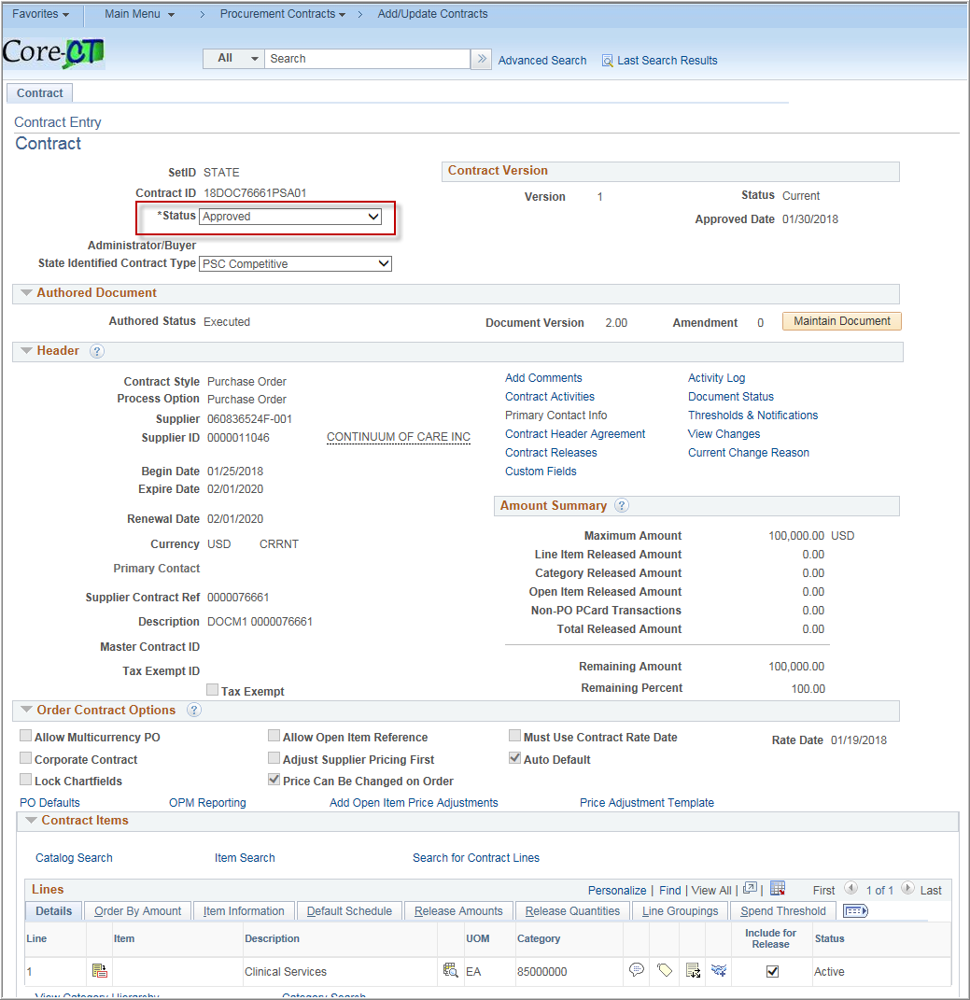 Favorites Main Menu > Procurement Contracts > Add/Update Contracts
Core-CT
All Search » Advanced Search Last Search Results
Contract
Contract Entry
Contract
SetID STATE
Contract ID 18DOC76661PSA01
*Status Approved
Administrator/Buyer
State Identified Contract Type PSC Competitive
Contract Version
Version 1 Status Current
Approved Date 01/30/2018
Authored Document
Authored Status Executed Document Version 2.00 Amendment 0 Maintain Document
Header ?
Contract Style Purchase Order
Process Option Purchase Order
Supplier 060836524F-001
Supplier ID 0000011046 CONTINUUM OF CARE INC
Begin Date 01/25/2018
Expire Date 02/01/2020
Renewal Date 02/01/2020
Currency USD CRRNT
Primary Contact
Supplier Contract Ref 0000076661
Description DOCM1 0000076661
Master Contract ID
Tax Exempt ID
Tax Exempt
Add Comments Activity Log
Contract Activities Document Status
Primary Contact Info Thresholds & Notifications
Contract Header Agreement View Changes
Contract Releases Current Change Reason
Custom Fields
Amount Summary ?
Maximum Amount 100,000.00 USD
Line Item Released Amount 0.00
Category Released Amount 0.00
Open Item Released Amount 0.00
Non-PO PCard Transactions 0.00
Total Released Amount 0.00
Remaining Amount 100,000.00
Remaining Percent 100.00
Order Contract Options ?
Allow Multicurrency PO Allow Open Item Reference Must Use Contract Rate Date Rate Date 01/19/2018
Corporate Contract Adjust Supplier Pricing First Auto Default
Lock Chartfields Price Can Be Changed on Order
PO Defaults OPM Reporting Add Open Item Price Adjustments Price Adjustment Template
Contract Items
Catalog Search Item Search Search for Contract Lines
Lines Personalize | Find | View All | | First 1 of 1 Last
Details Order By Amount Item Information Default Schedule Release Amounts Release Quantities Line Groupings Spend Threshold
Line Item Description UOM Category Include for Release Status
1 Clinical Services EA 85000000 Active
View Category Hierarchy Category Search